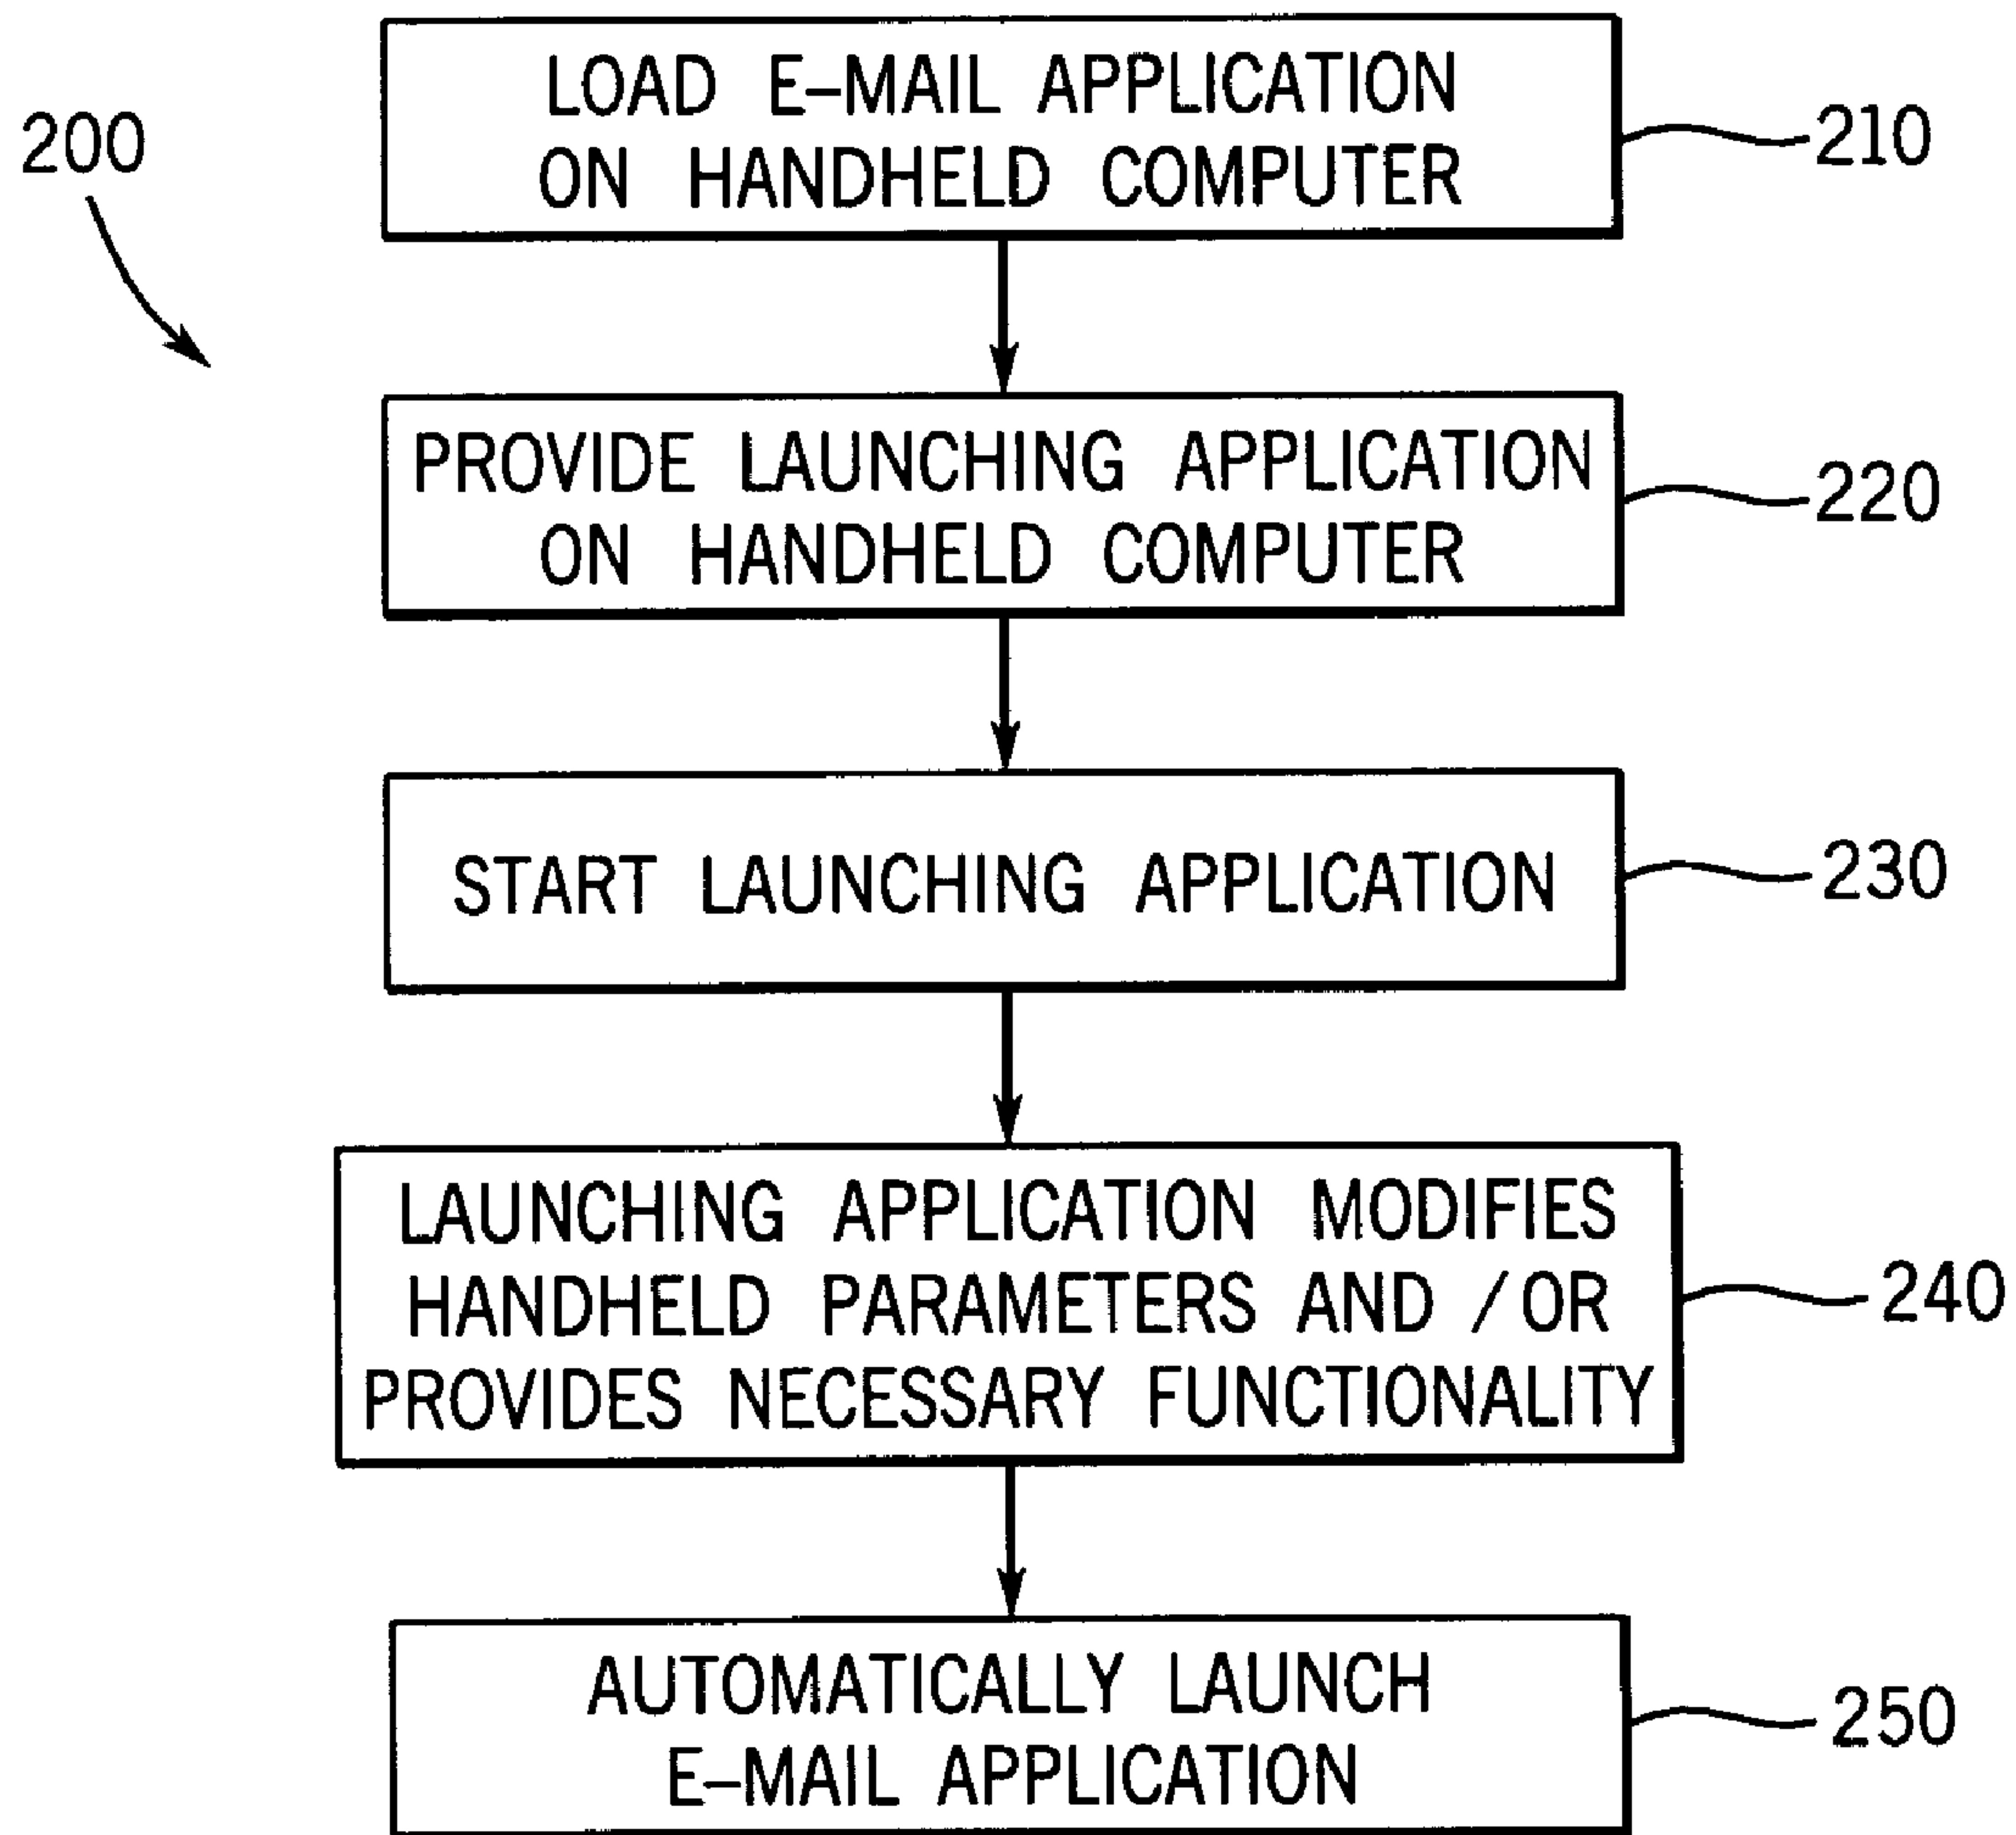 200
LOAD E–MAIL APPLICATION
ON HANDHELD COMPUTER
210
PROVIDE LAUNCHING APPLICATION
ON HANDHELD COMPUTER
220
START LAUNCHING APPLICATION
230
LAUNCHING APPLICATION MODIFIES
HANDHELD PARAMETERS AND /OR
PROVIDES NECESSARY FUNCTIONALITY
240
AUTOMATICALLY LAUNCH
E–MAIL APPLICATION
250